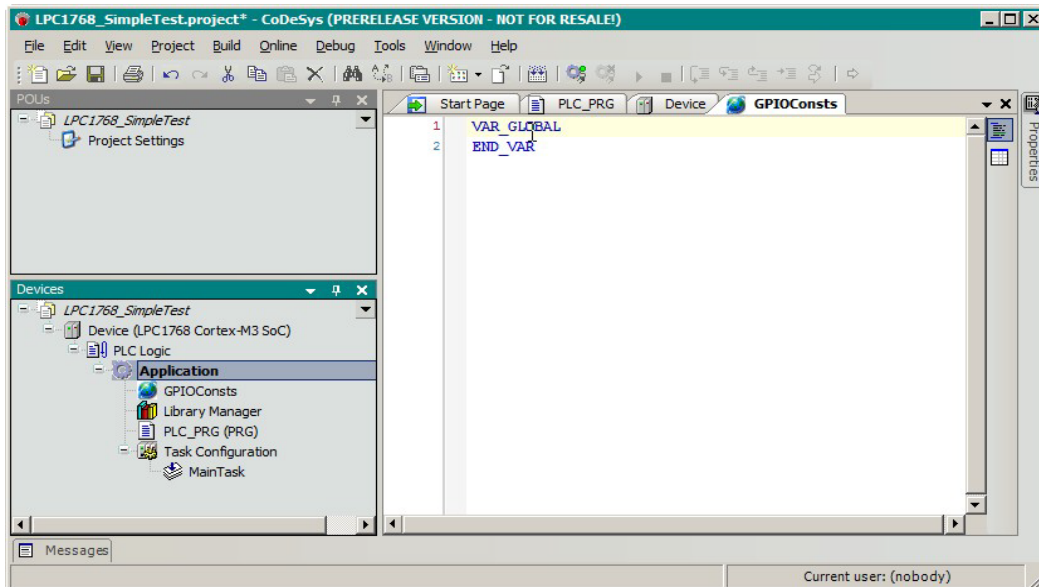 LPC1768_SimpleTest.project* - CoDeSys (PRERELEASE VERSION - NOT FOR RESALE!)
File Edit View Project Build Online Debug Tools Window Help
POUs
LPC1768_SimpleTest
Project Settings
Devices
LPC1768_SimpleTest
Device (LPC1768 Cortex-M3 SoC)
PLC Logic
Application
GPIOConsts
Library Manager
PLC_PRG (PRG)
Task Configuration
MainTask
Start Page PLC_PRG Device GPIOConsts
1 VAR_GLOBAL
2 END_VAR
Properties
Messages
Current user: (nobody)